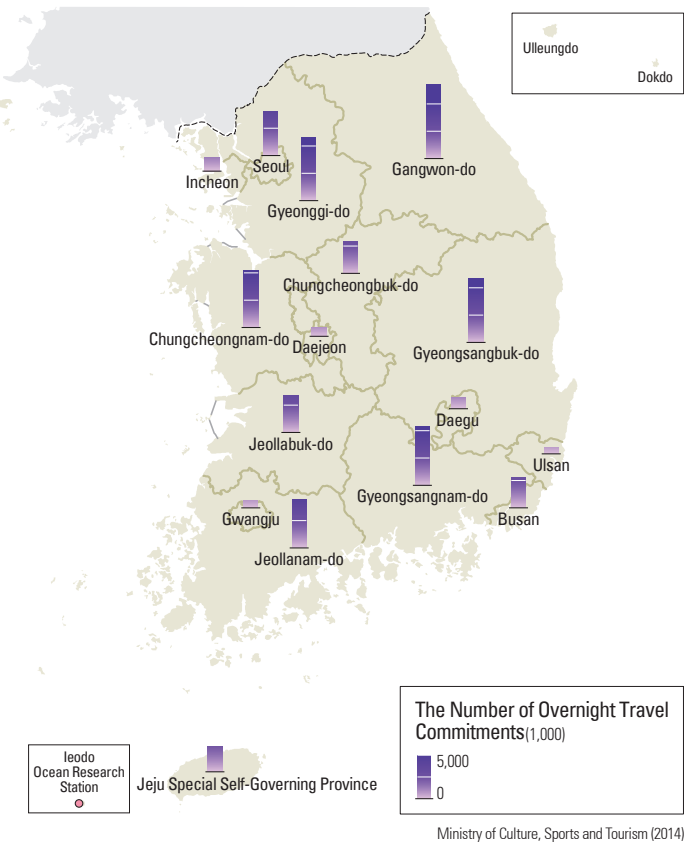 Ulleungdo
Dokdo
Gangwon-do
Seoul
Incheon
Gyeonggi-do
Chungcheongbuk-do
Chungcheongnam-do
Daejeon
Gyeongsangbuk-do
Daegu
Jeollabuk-do
Ulsan
Gyeongsangnam-do
Gwangju
Busan
Jeollanam-do
The Number of Overnight Travel
Commitments(1,000)
5,000
0
Ieodo
Ocean Research
Station
Jeju Special Self-Governing Province
Ministry of Culture, Sports and Tourism (2014)